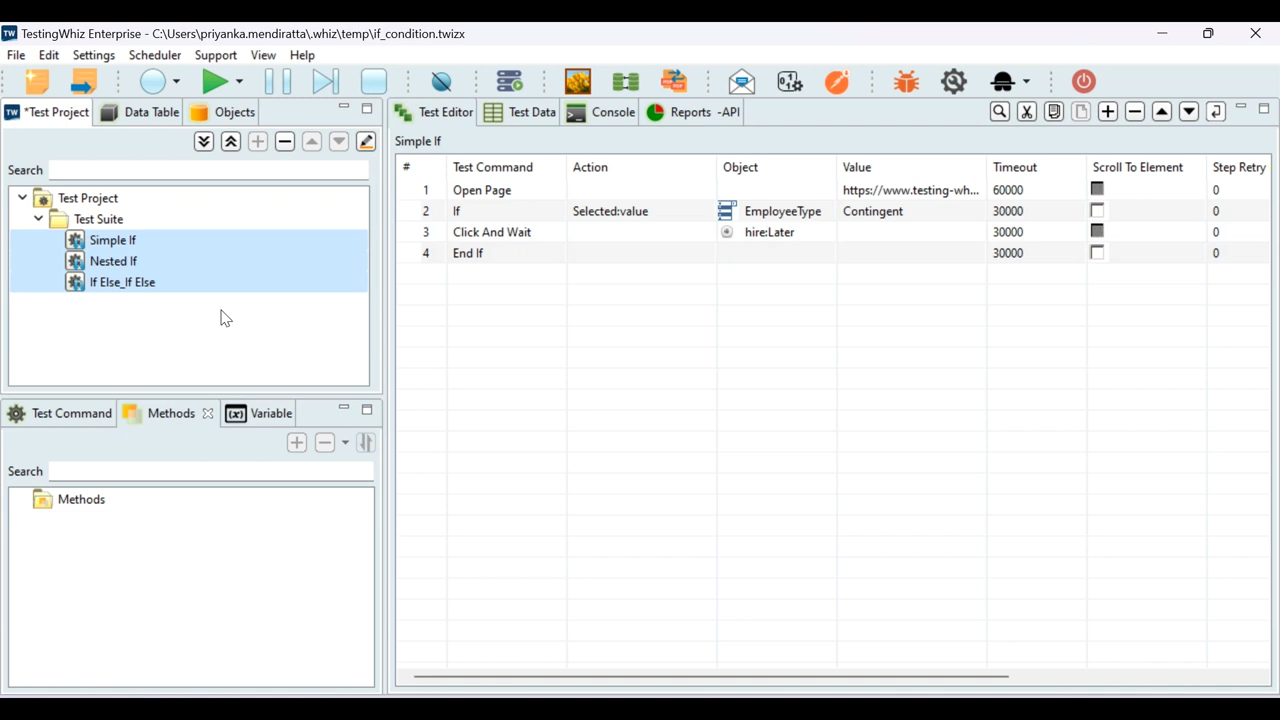 TestingWhiz Enterprise - C:\Users\priyanka.mendiratta\.whiz\temp\if_condition.twizx
File Edit Settings Scheduler Support View Help
*Test Project Data Table Objects
Search
Test Project
Test Suite
Simple If
Nested If
If Else_If Else
Test Command Methods Variable
Search
Methods
Test Editor Test Data Console Reports -API
Simple If
# Test Command Action Object Value Timeout Scroll To Element Step Retry
1 Open Page https://www.testing-wh... 60000 0
2 If Selected:value EmployeeType Contingent 30000 0
3 Click And Wait hire:Later 30000 0
4 End If 30000 0